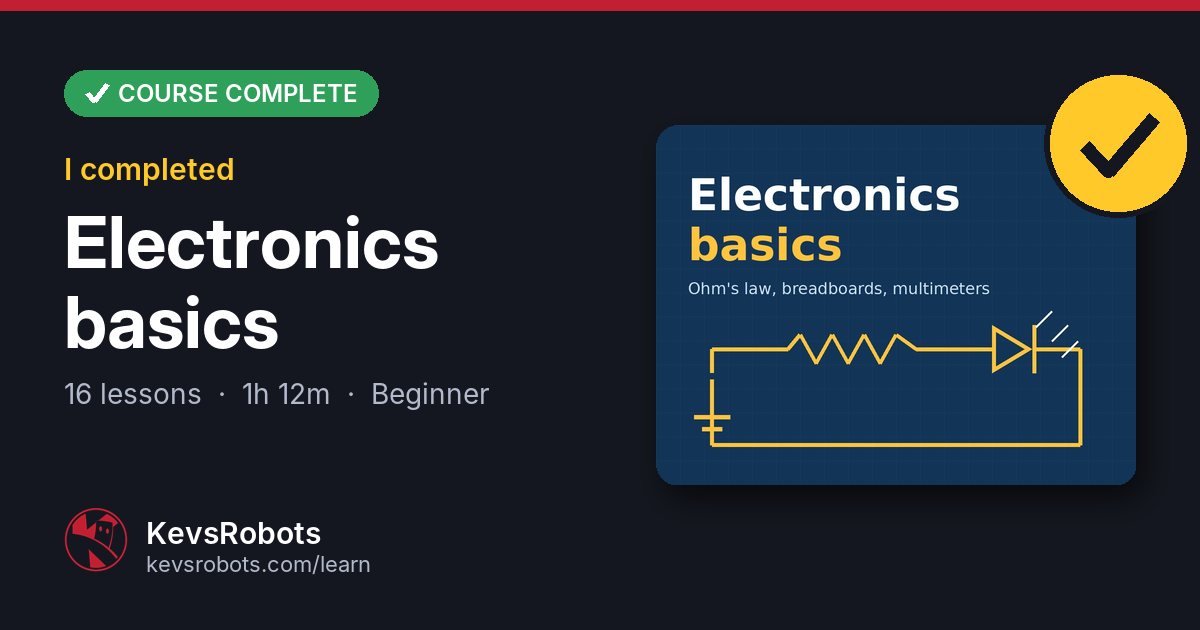 COURSE COMPLETE
I completed
Electronics
basics
16 lessons · 1h 12m · Beginner
KevsRobots
kevsrobots.com/learn
Electronics
basics
Ohm's law, breadboards, multimeters